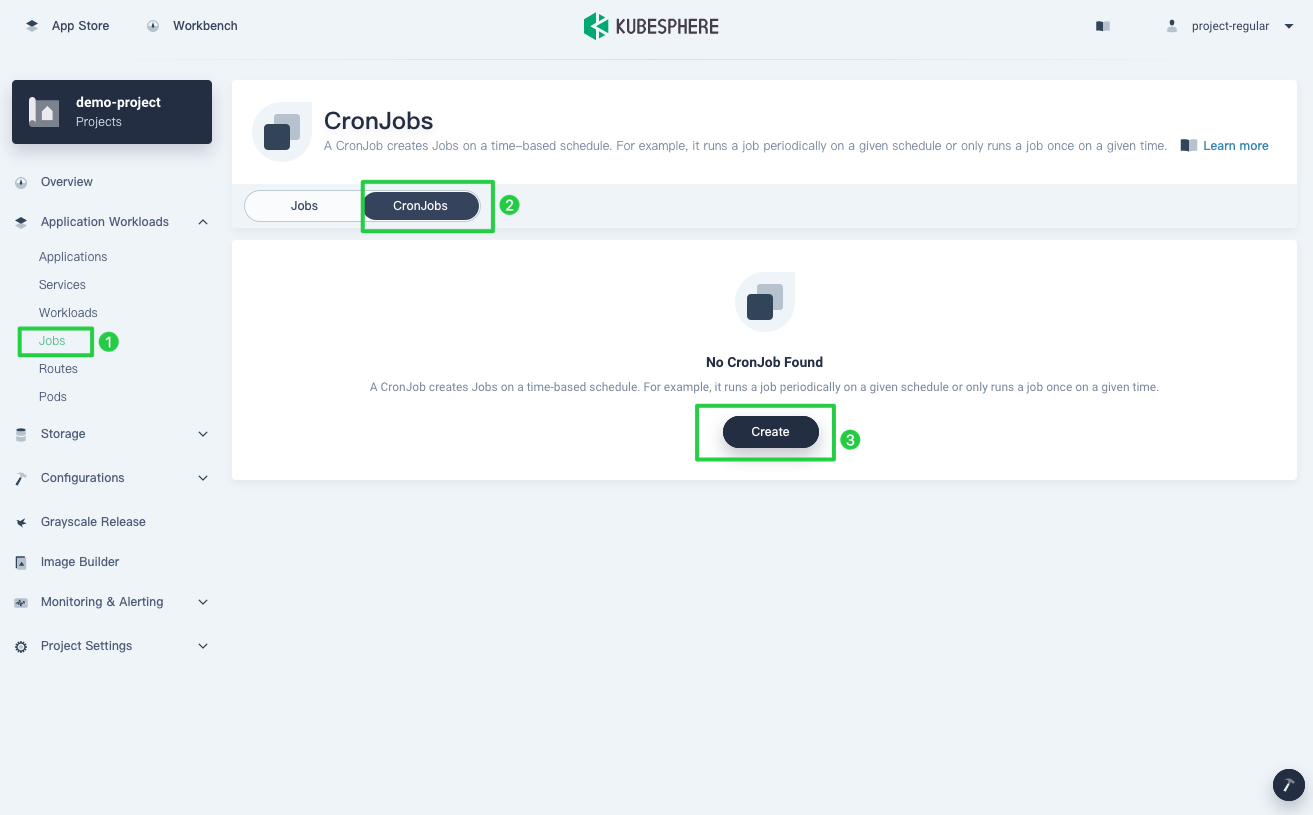 App Store
Workbench
KUBESPHERE
project-regular
demo-project
Projects
Overview
Application Workloads
Applications
Services
Workloads
Jobs
1
Routes
Pods
Storage
Configurations
Grayscale Release
Image Builder
Monitoring & Alerting
Project Settings
CronJobs
A CronJob creates Jobs on a time-based schedule. For example, it runs a job periodically on a given schedule or only runs a job once on a given time.
Learn more
Jobs
CronJobs
2
No CronJob Found
A CronJob creates Jobs on a time-based schedule. For example, it runs a job periodically on a given schedule or only runs a job once on a given time.
Create
3